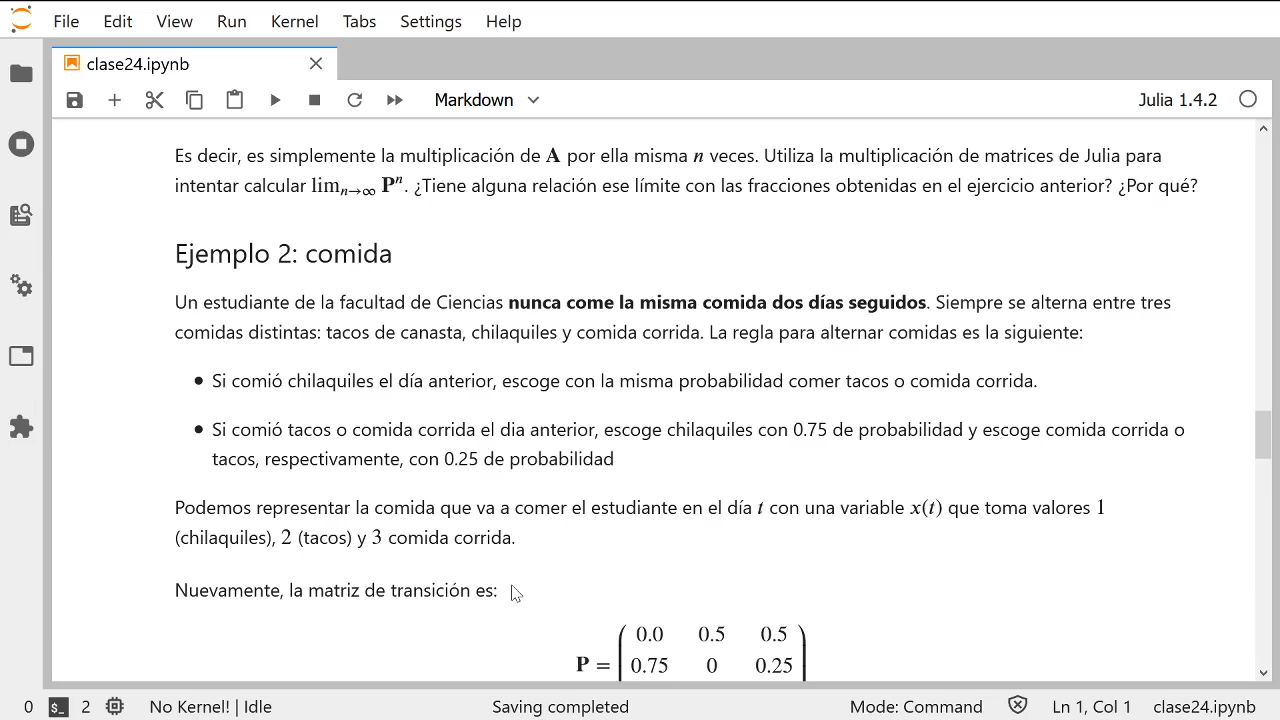 File Edit View Run Kernel Tabs Settings Help
clase24.ipynb
Markdown
Julia 1.4.2
Es decir, es simplemente la multiplicación de A por ella misma n veces. Utiliza la multiplicación de matrices de Julia para
intentar calcular lim n→∞ Pⁿ. ¿Tiene alguna relación ese límite con las fracciones obtenidas en el ejercicio anterior? ¿Por qué?
Ejemplo 2: comida
Un estudiante de la facultad de Ciencias nunca come la misma comida dos días seguidos. Siempre se alterna entre tres
comidas distintas: tacos de canasta, chilaquiles y comida corrida. La regla para alternar comidas es la siguiente:
• Si comió chilaquiles el día anterior, escoge con la misma probabilidad comer tacos o comida corrida.
• Si comió tacos o comida corrida el dia anterior, escoge chilaquiles con 0.75 de probabilidad y escoge comida corrida o
tacos, respectivamente, con 0.25 de probabilidad
Podemos representar la comida que va a comer el estudiante en el día t con una variable x(t) que toma valores 1
(chilaquiles), 2 (tacos) y 3 comida corrida.
Nuevamente, la matriz de transición es:
0.0 0.5 0.5
P = 0.75 0 0.25
0 $_ 2 No Kernel! | Idle Saving completed Mode: Command Ln 1, Col 1 clase24.ipynb